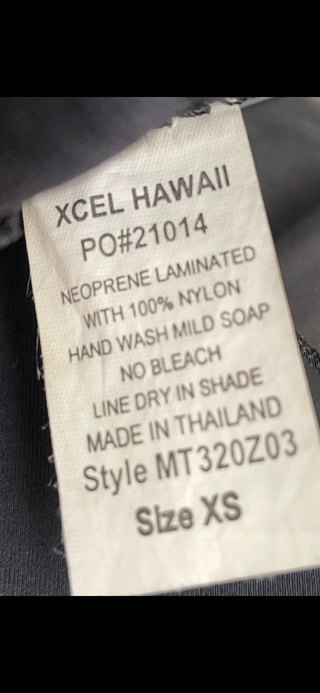 XCEL HAWAII
PO#21014
NEOPRENE LAMINATED
WITH 100% NYLON
HAND WASH MILD SOAP
NO BLEACH
LINE DRY IN SHADE
MADE IN THAILAND
Style MT320Z03
Size XS